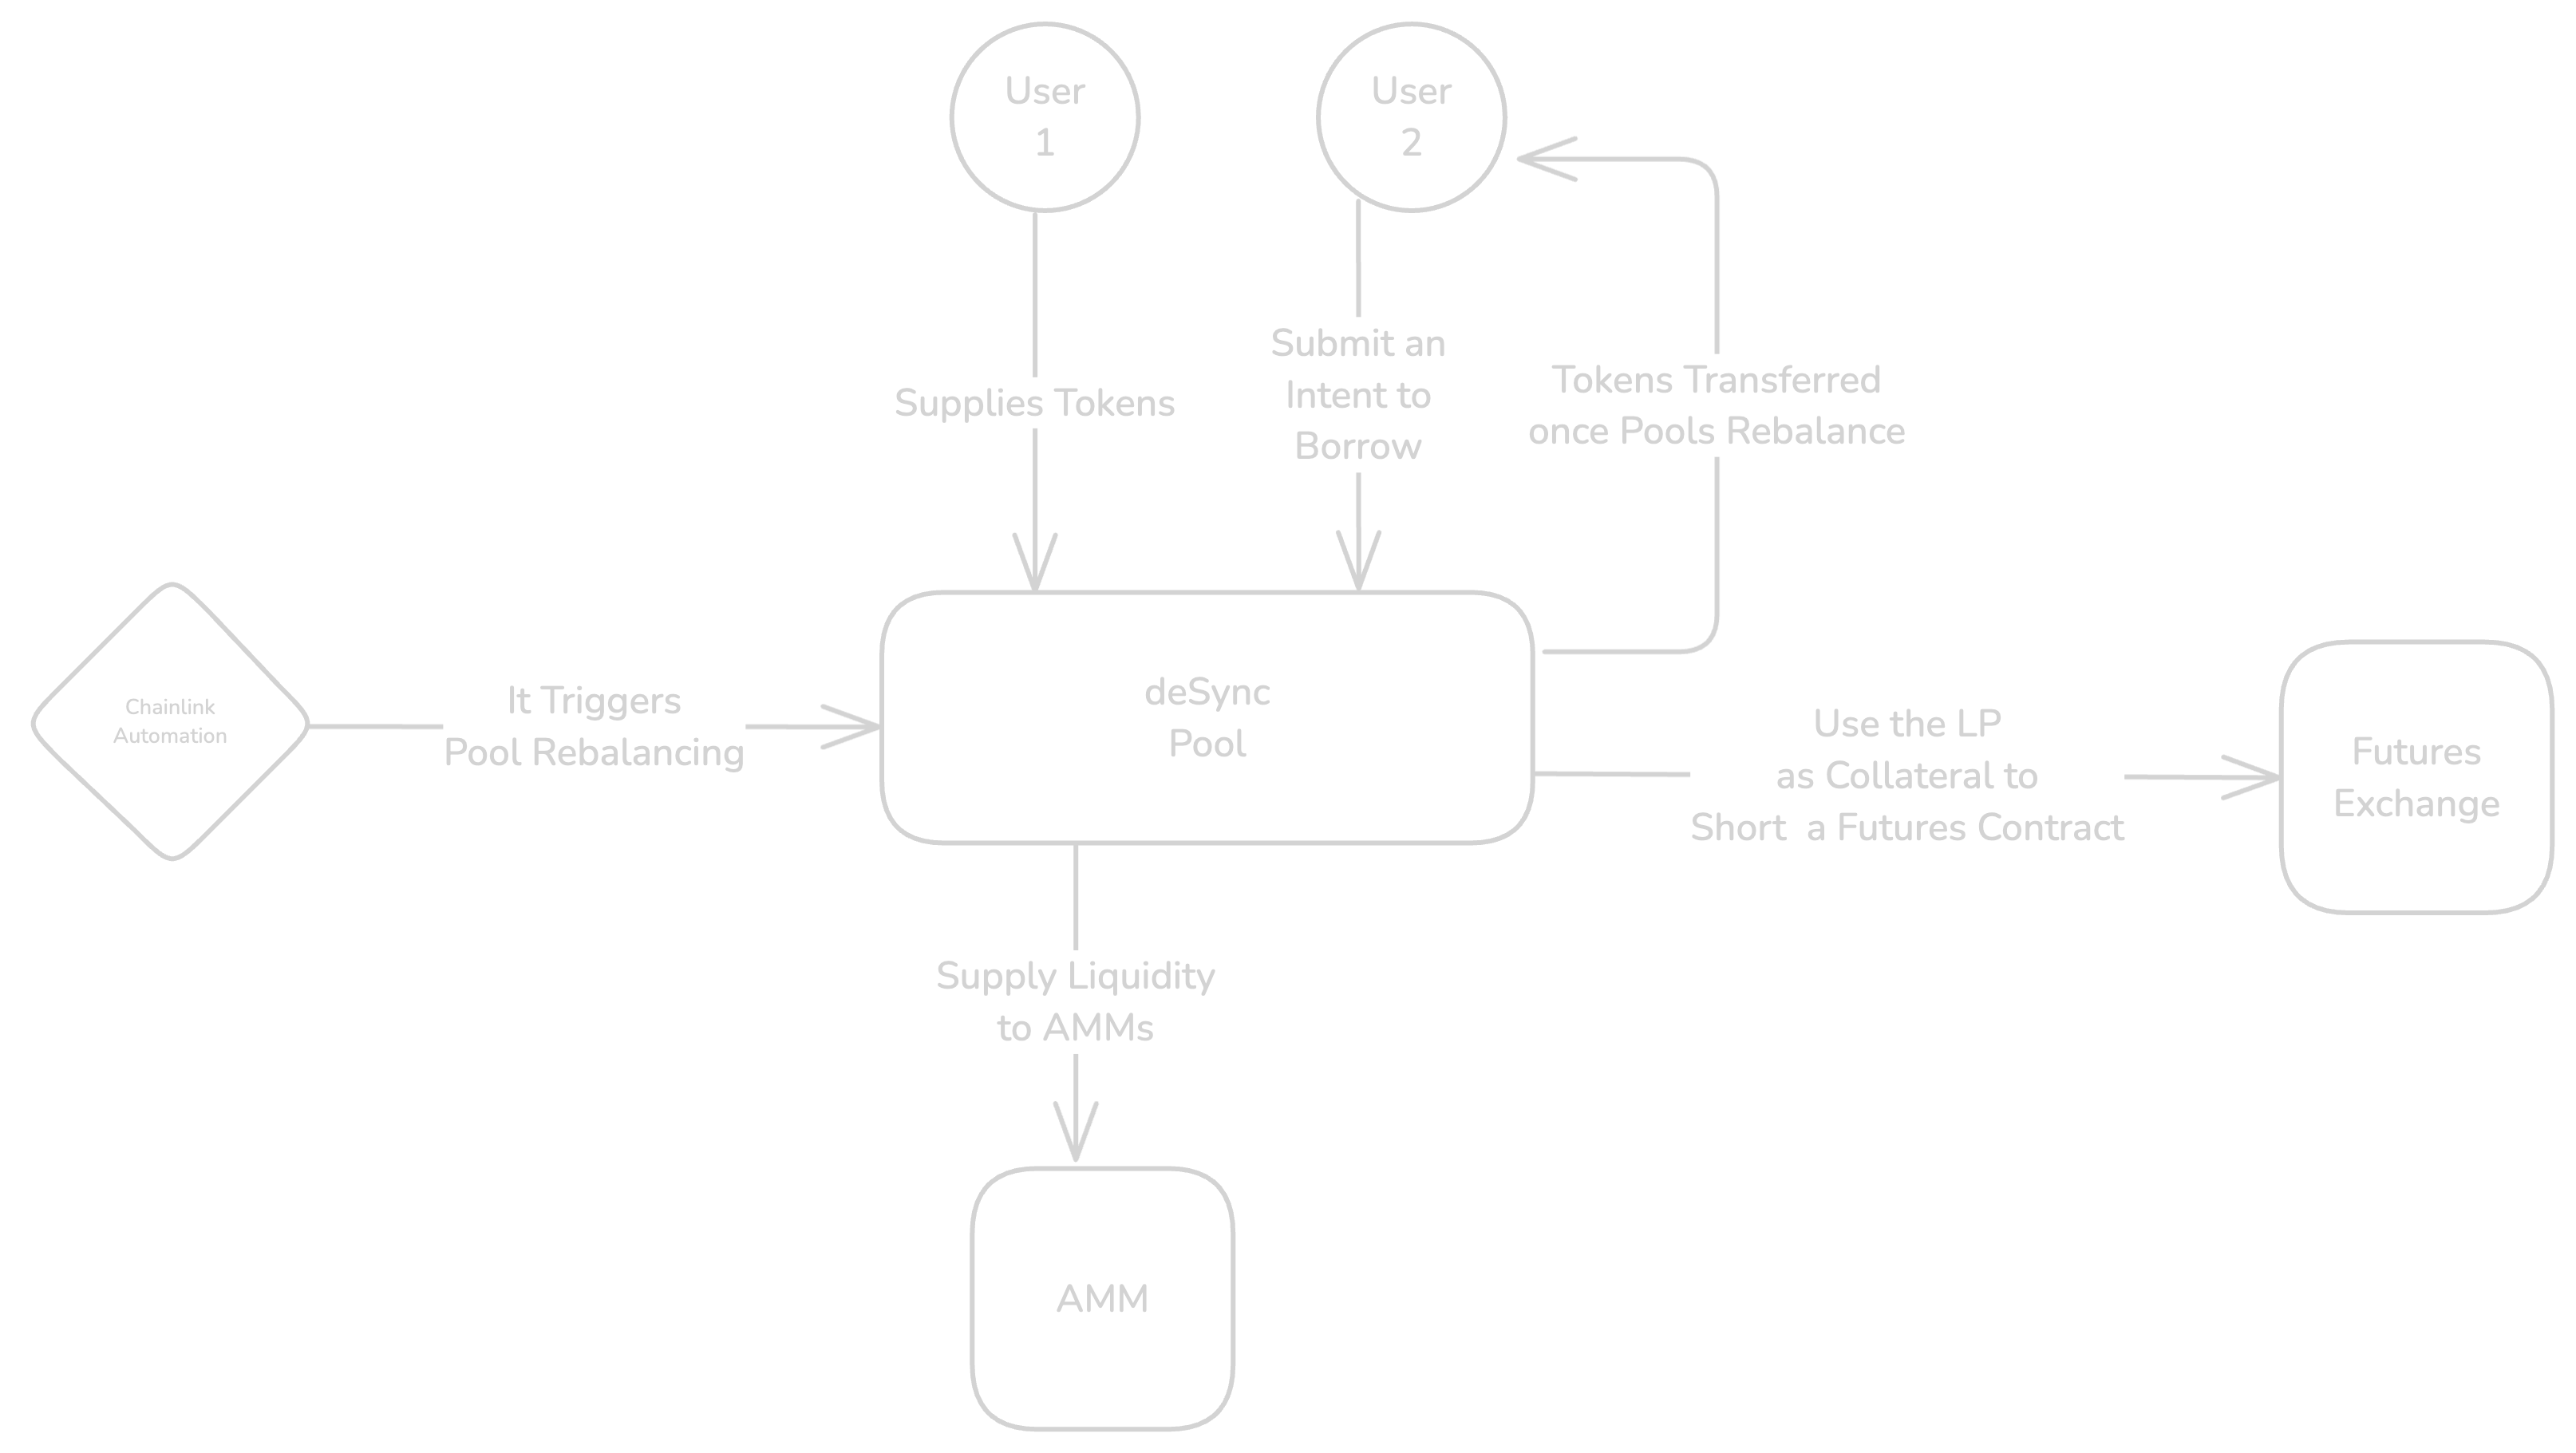 User
1
User
2
Supplies Tokens
Submit an
Intent to
Borrow
Tokens Transferred
once Pools Rebalance
Chainlink
Automation
It Triggers
Pool Rebalancing
deSync
Pool
Use the LP
as Collateral to
Short  a Futures Contract
Futures
Exchange
Supply Liquidity
to AMMs
AMM